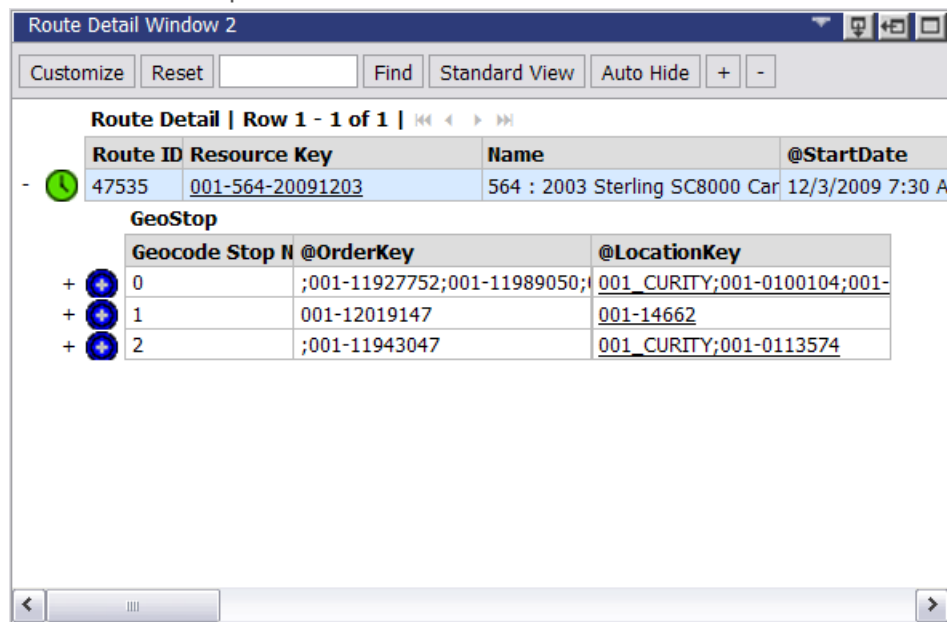 Route Detail Window 2
Customize Reset Find Standard View Auto Hide + -
Route Detail | Row 1 - 1 of 1 |
Route ID Resource Key Name @StartDate
- 47535 001-564-20091203 564 : 2003 Sterling SC8000 Car 12/3/2009 7:30 A
GeoStop
Geocode Stop N @OrderKey @LocationKey
+ 0 ;001-11927752;001-11989050; 001_CURITY;001-0100104;001-
+ 1 001-12019147 001-14662
+ 2 ;001-11943047 001_CURITY;001-0113574